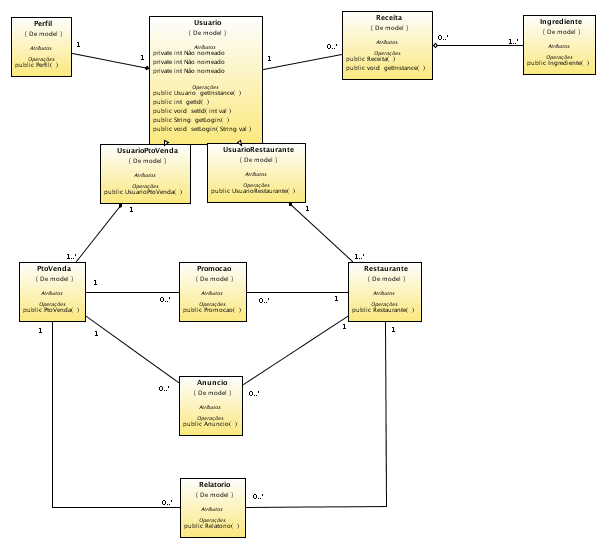 Perfil
{ De model }
Atributos
Operações
public Perfil( )
1
1
Usuario
{ De model }
Atributos
private int Não nomeado
private int Não nomeado
private int Não nomeado
Operações
public Usuario getInstance( )
public int getId( )
public void setId( int val )
public String getLogin( )
public void setLogin( String val )
1
0..*
Receita
{ De model }
Atributos
Operações
public Receita( )
public void getInstance( )
0..*
1..*
Ingrediente
{ De model }
Atributos
Operações
public Ingrediente( )
UsuarioPtoVenda
{ De model }
Atributos
Operações
public UsuarioPtoVenda( )
1
1..*
UsuarioRestaurante
{ De model }
Atributos
Operações
public UsuarioRestaurante( )
1
1..*
PtoVenda
{ De model }
Atributos
Operações
public PtoVenda( )
1
0..*
Promocao
{ De model }
Atributos
Operações
public Promocao( )
0..*
1
Restaurante
{ De model }
Atributos
Operações
public Restaurante( )
1
1
1
1
0..*
Anuncio
{ De model }
Atributos
Operações
public Anuncio( )
0..*
0..*
Relatorio
{ De model }
Atributos
Operações
public Relatorio( )
0..*